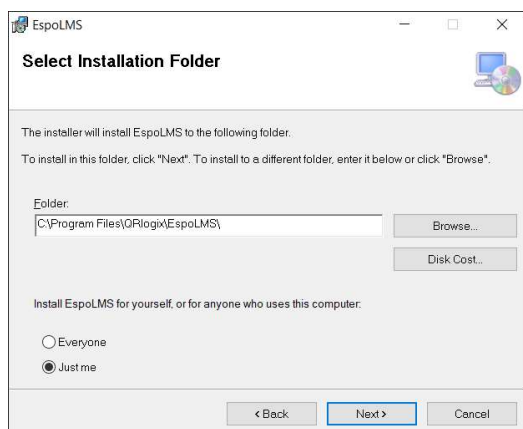 EspoLMS
Select Installation Folder
The installer will install EspoLMS to the following folder.
To install in this folder, click "Next". To install to a different folder, enter it below or click "Browse".
Folder:
C:\Program Files\QRlogix\EspoLMS\
Browse...
Disk Cost...
Install EspoLMS for yourself, or for anyone who uses this computer:
Everyone
Just me
< Back
Next >
Cancel